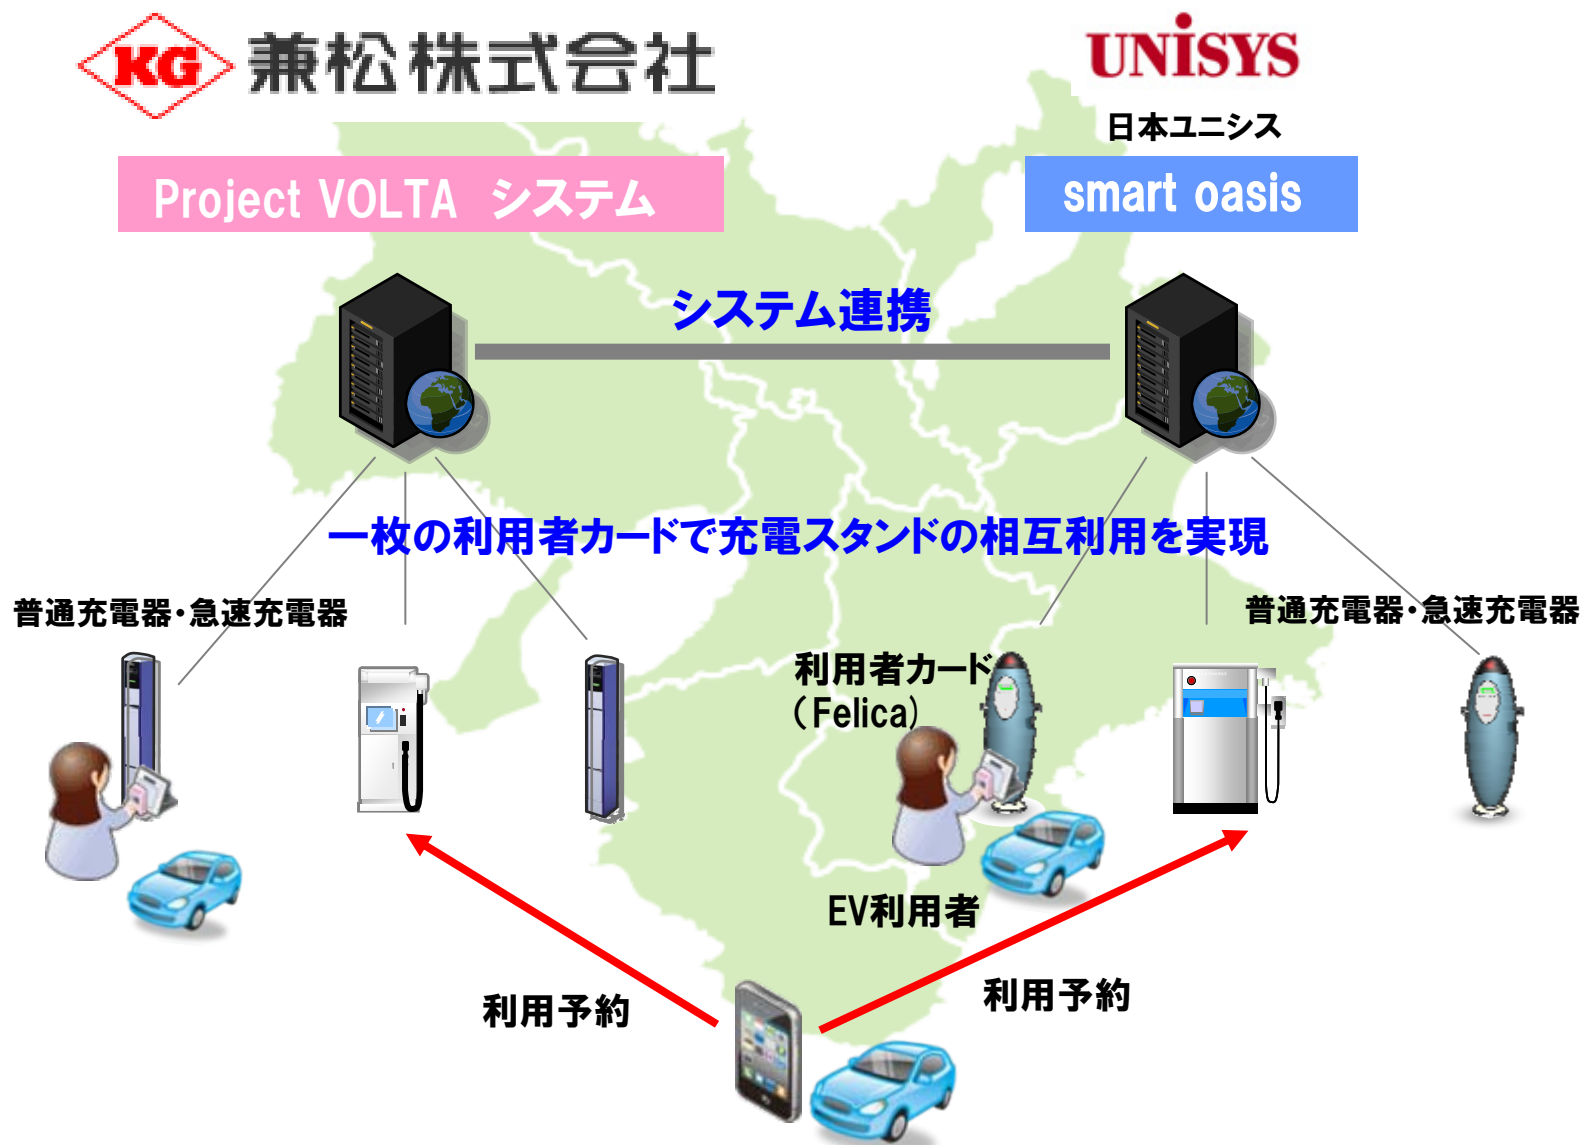 KG 兼松株式会社
UNiSYS
日本ユニシス
Project VOLTA システム
smart oasis
システム連携
一枚の利用者カードで充電スタンドの相互利用を実現
普通充電器・急速充電器
普通充電器・急速充電器
利用者カード
（Felica）
EV利用者
利用予約
利用予約